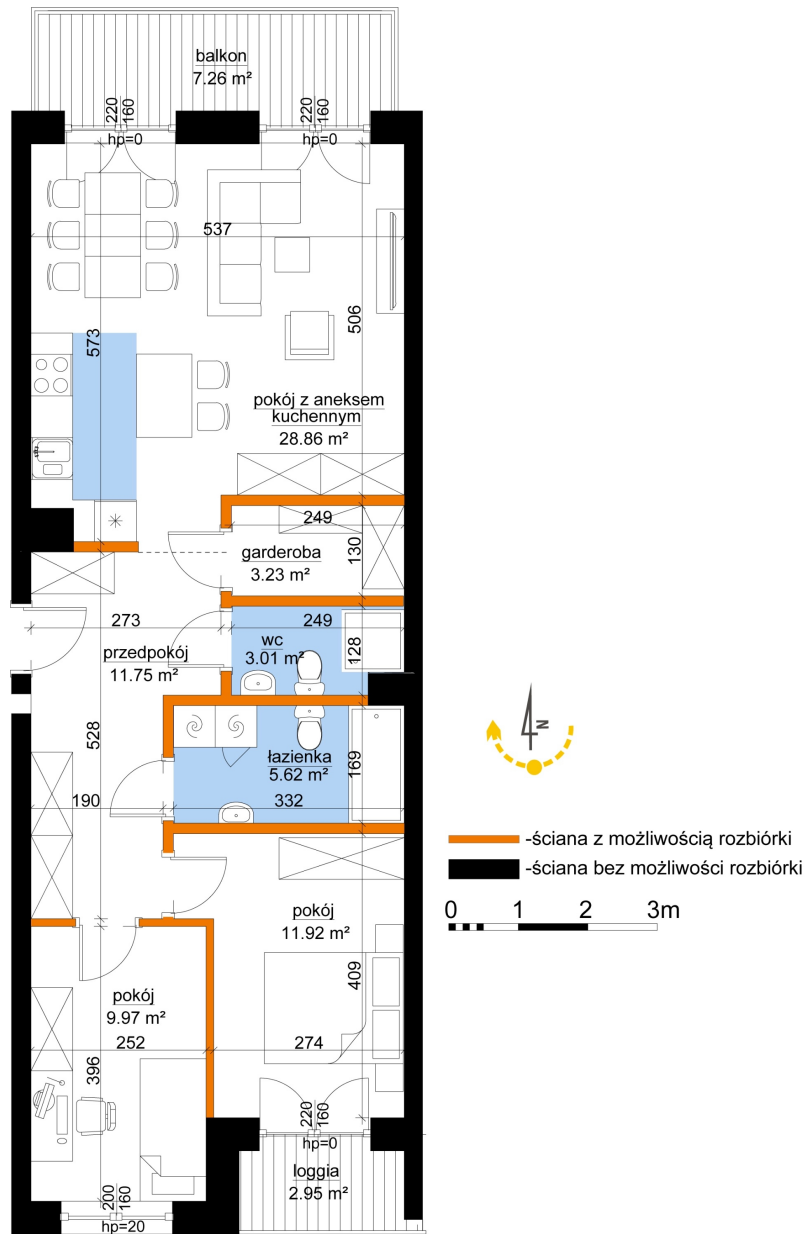 balkon
7.26 m²
220
160
hp=0
220
160
hp=0
537
573
506
pokój z aneksem
kuchennym
28.86 m²
249
garderoba
3.23 m²
130
273
249
wc
3.01 m²
128
przedpokój
11.75 m²
528
łazienka
5.62 m²
169
190
332
N
-ściana z możliwością rozbiórki
-ściana bez możliwości rozbiórki
0 1 2 3m
pokój
11.92 m²
409
pokój
9.97 m²
252
274
396
220
160
hp=0
loggia
2.95 m²
200
160
hp=20